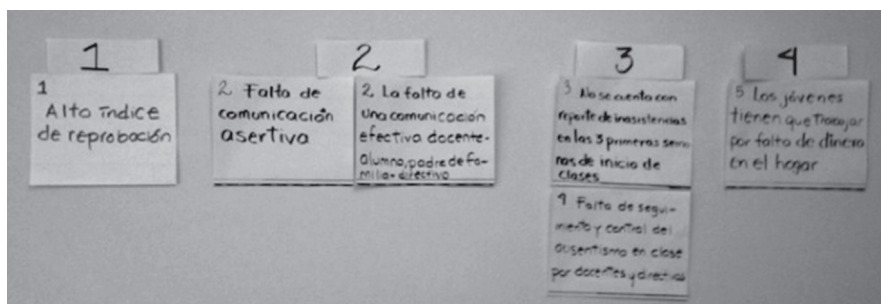 1
1
Alto índice
de reprobación
2
2 Falta de
comunicación
asertiva
2. La falta de
una comunicación
efectiva docente-
alumno, padre de fa-
milia-directivo
3
3 No se cuenta con
reporte de inasistencias
en las 3 primeras sema
nas de inicio de
clases
9 Falta de segui-
miento y control del
ausentismo en clase
por docentes y directivos
4
5 Los jóvenes
tienen que trabajar
por falta de dinero
en el hogar